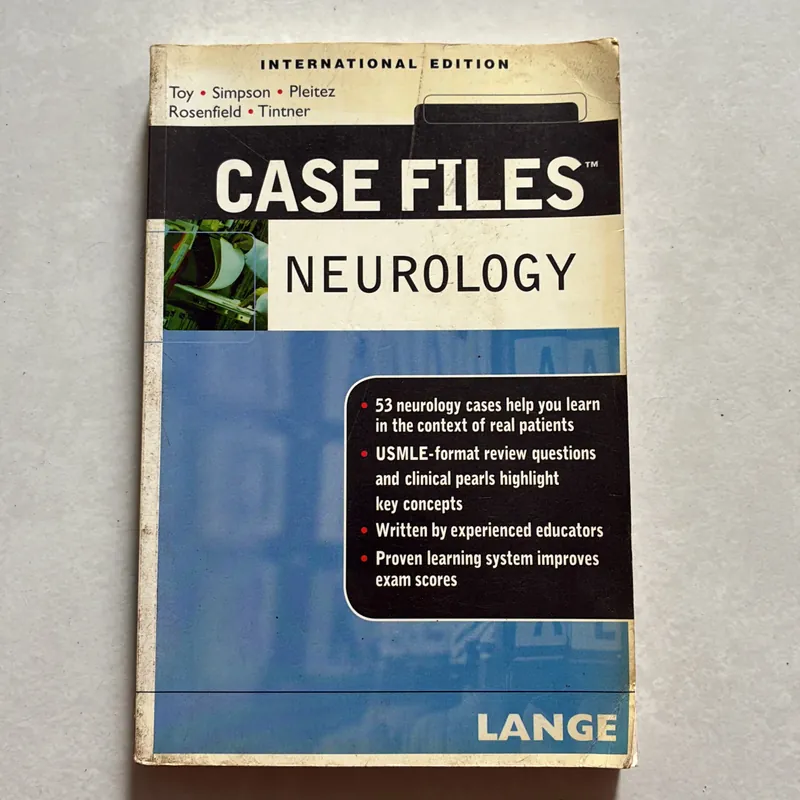 INTERNATIONAL EDITION
Toy • Simpson • Pleitez
Rosenfield • Tintner
CASE FILES™
NEUROLOGY
• 53 neurology cases help you learn
in the context of real patients
• USMLE-format review questions
and clinical pearls highlight
key concepts
• Written by experienced educators
• Proven learning system improves
exam scores
LANGE